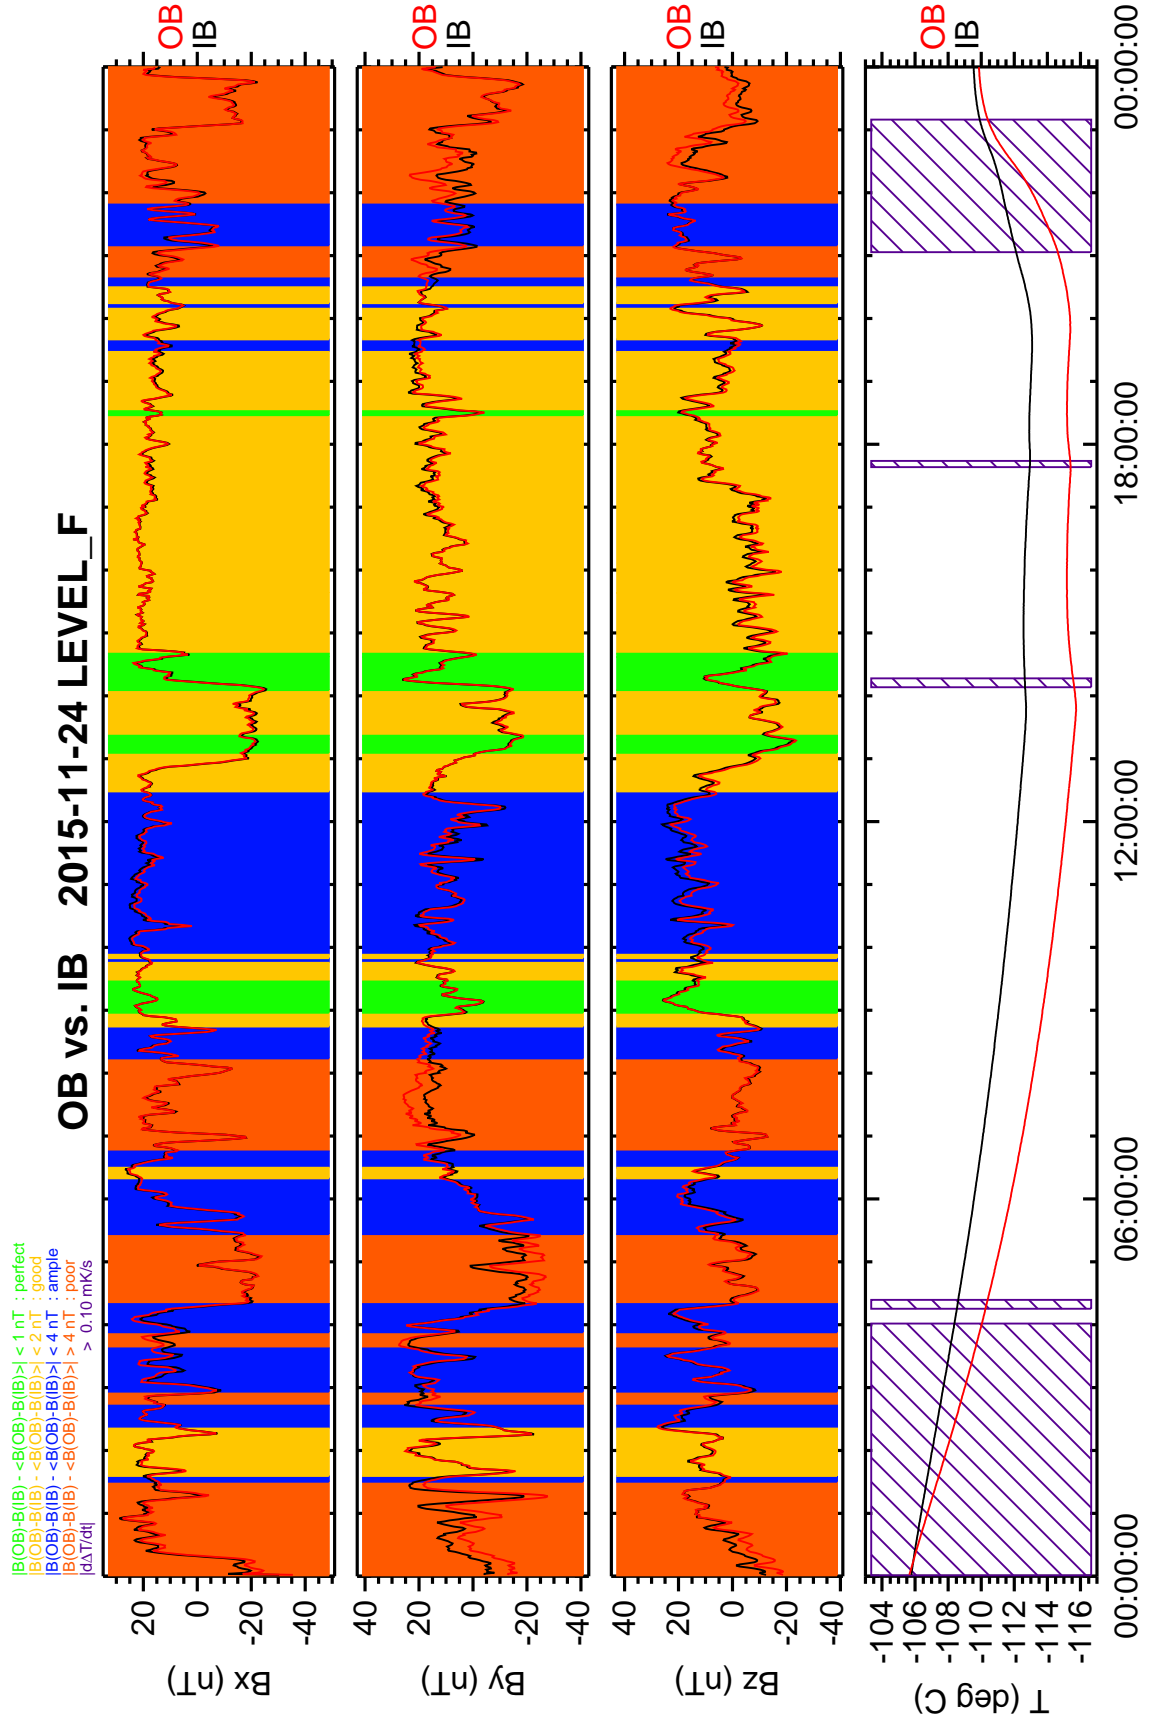 OB vs. IB 2015-11-24 LEVEL_F
|B(OB)-B(IB) - <B(OB)-B(IB)>| < 1 nT : perfect
|B(OB)-B(IB) - <B(OB)-B(IB)>| < 2 nT : good
|B(OB)-B(IB) - <B(OB)-B(IB)>| < 4 nT : ample
|B(OB)-B(IB) - <B(OB)-B(IB)>| > 4 nT : poor
|dΔT/dt| > 0.10 mK/s
Bx (nT)
20
0
-20
-40
OB
IB
By (nT)
40
20
0
-20
-40
OB
IB
Bz (nT)
40
20
0
-20
-40
OB
IB
T (deg C)
-104
-106
-108
-110
-112
-114
-116
OB
IB
00:00:00
06:00:00
12:00:00
18:00:00
00:00:00